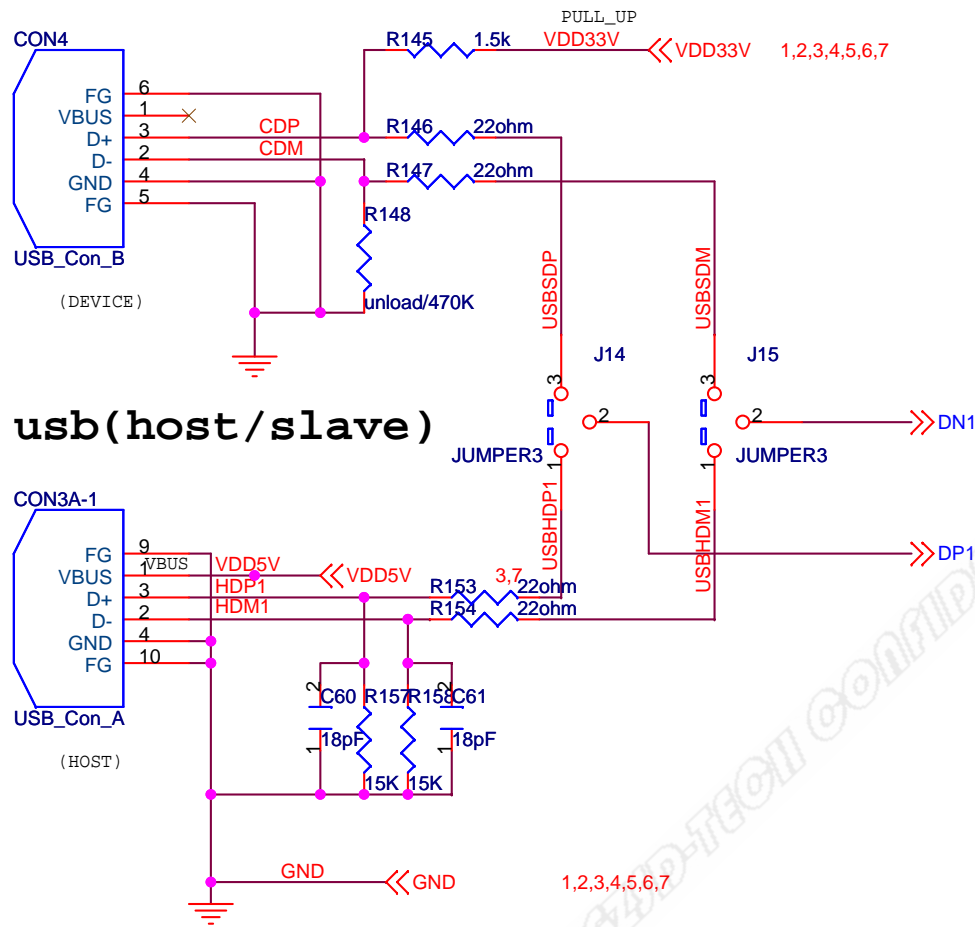 PULL_UP
CON4
R145 1.5k VDD33V VDD33V 1,2,3,4,5,6,7
FG 6
VBUS 1
D+ 3 CDP R146 22ohm
D- 2 CDM
GND 4 R147 22ohm
FG 5
R148
USB_Con_B
(DEVICE)
unload/470K
USBSDP
USBSDM
J14
J15
3
3
2
2
DN1
usb(host/slave)
JUMPER3
JUMPER3
1
1
USBHDP1
USBHDM1
DP1
CON3A-1
FG 9
VBUS 1 VBUS VDD5V VDD5V
D+ 3 HDP1 R153 3,7 22ohm
D- 2 HDM1 R154 22ohm
GND 4
FG 10
USB_Con_A
(HOST)
2
C60 R157 R158 C61
2
1
18pF
1
18pF
15K 15K
GND GND 1,2,3,4,5,6,7